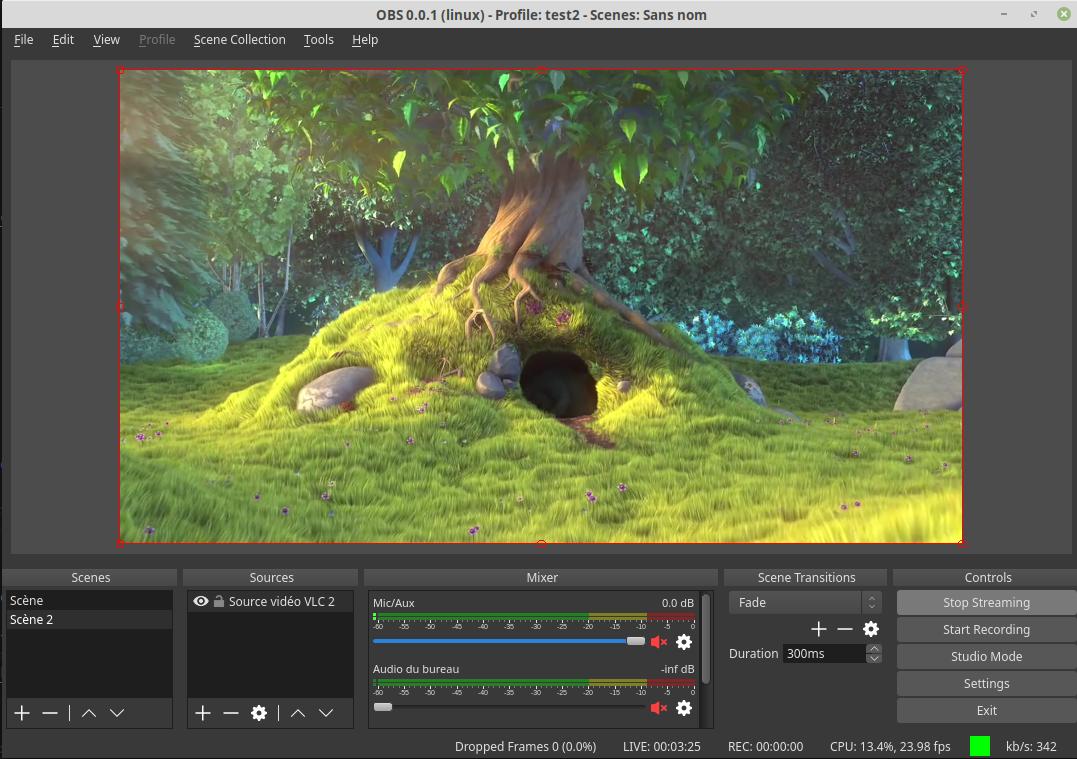 OBS 0.0.1 (linux) - Profile: test2 - Scenes: Sans nom
File Edit View Profile Scene Collection Tools Help
Scenes
Scène
Scène 2
Sources
Source vidéo VLC 2
Mixer
Mic/Aux 0.0 dB
-60 -55 -50 -45 -40 -35 -30 -25 -20 -15 -10 -5 0
Audio du bureau -inf dB
-60 -55 -50 -45 -40 -35 -30 -25 -20 -15 -10 -5 0
Scene Transitions
Fade
Duration 300ms
Controls
Stop Streaming
Start Recording
Studio Mode
Settings
Exit
Dropped Frames 0 (0.0%) LIVE: 00:03:25 REC: 00:00:00 CPU: 13.4%, 23.98 fps kb/s: 342